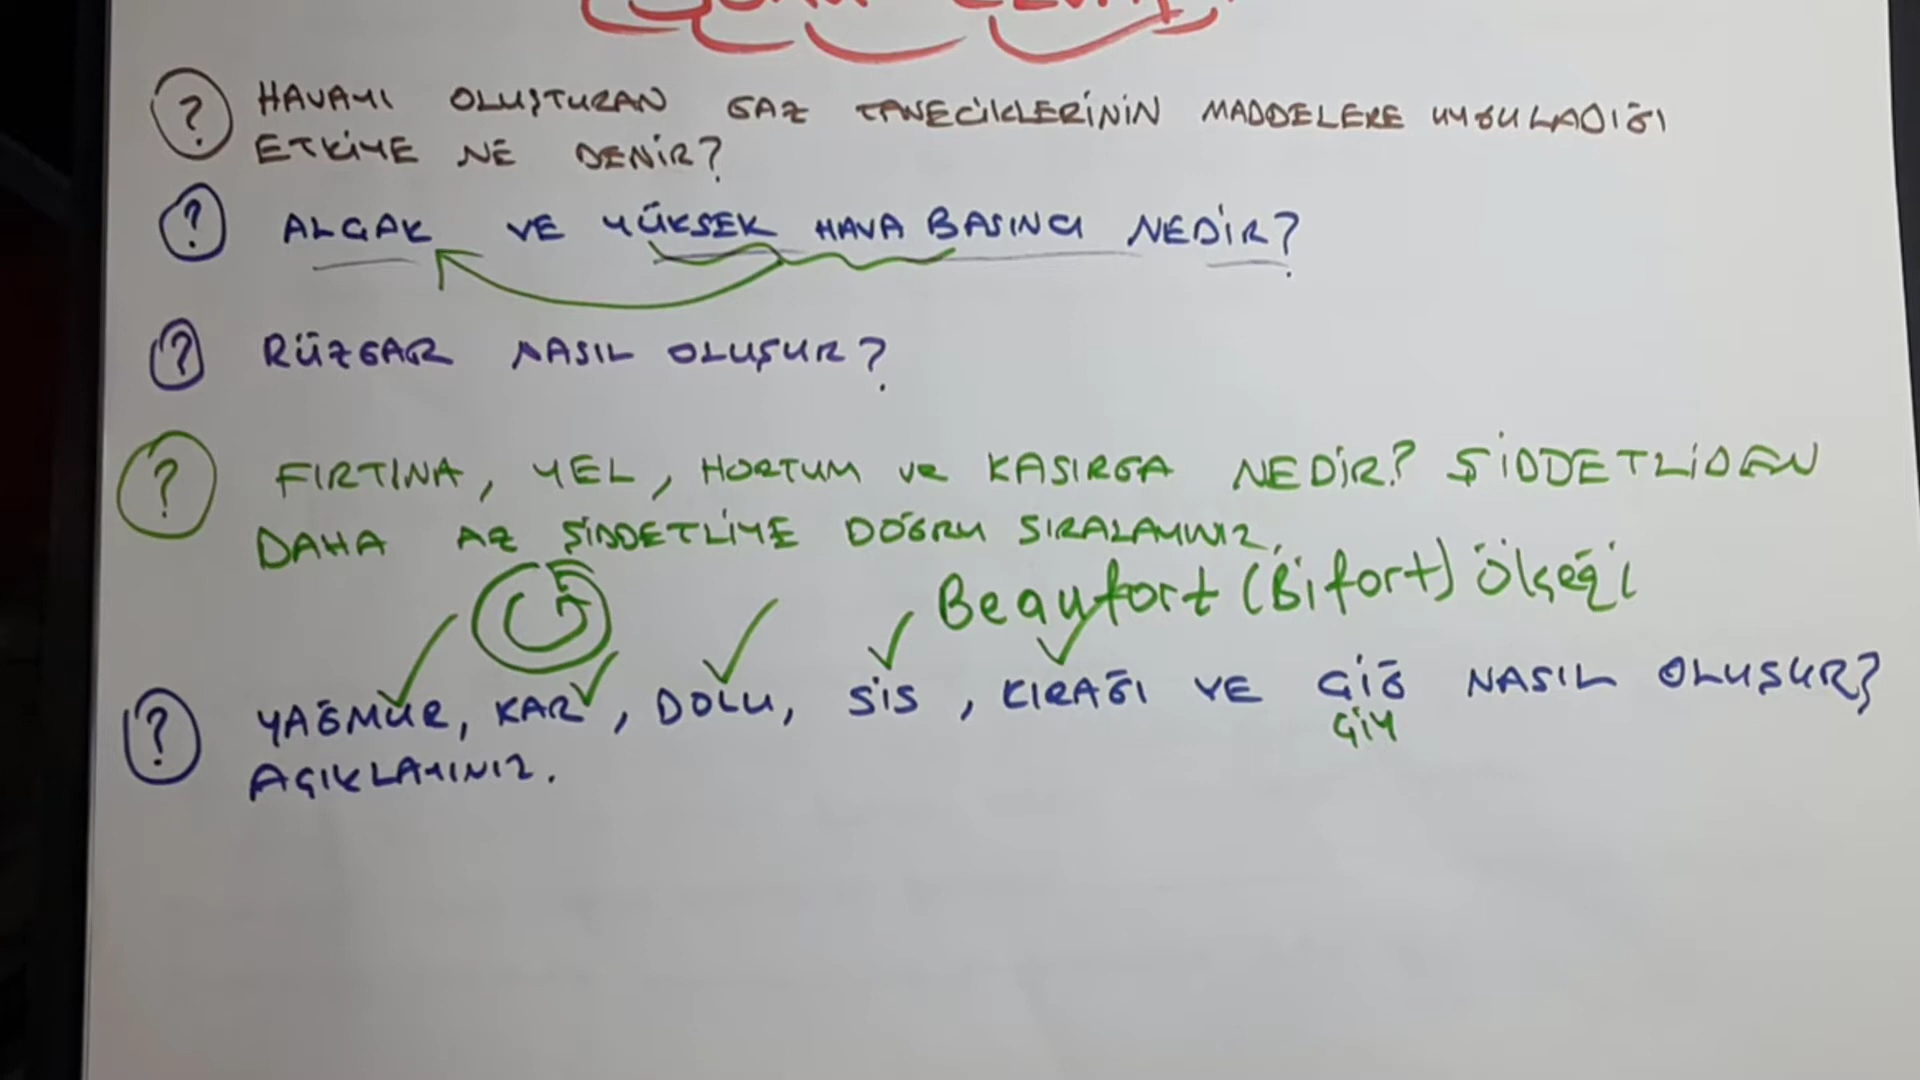 ? HAVAYI OLUŞTURAN GAZ TANECİKLERİNİN MADDELERE UYGULADIĞI
ETKİYE NE DENİR?
? ALÇAK VE YÜKSEK HAVA BASINCI NEDİR?
? RÜZGAR NASIL OLUŞUR?
? FIRTINA, YEL, HORTUM ve KASIRGA NEDİR? ŞİDDETLİDEN
DAHA AZ ŞİDDETLİYE DOĞRU SIRALAYINIZ.
Beaufort (Bifort) ölçeği
? YAĞMUR, KAR, DOLU, SİS, KIRAĞI VE ÇİĞ NASIL OLUŞUR?
ÇİY
AÇIKLAYINIZ.